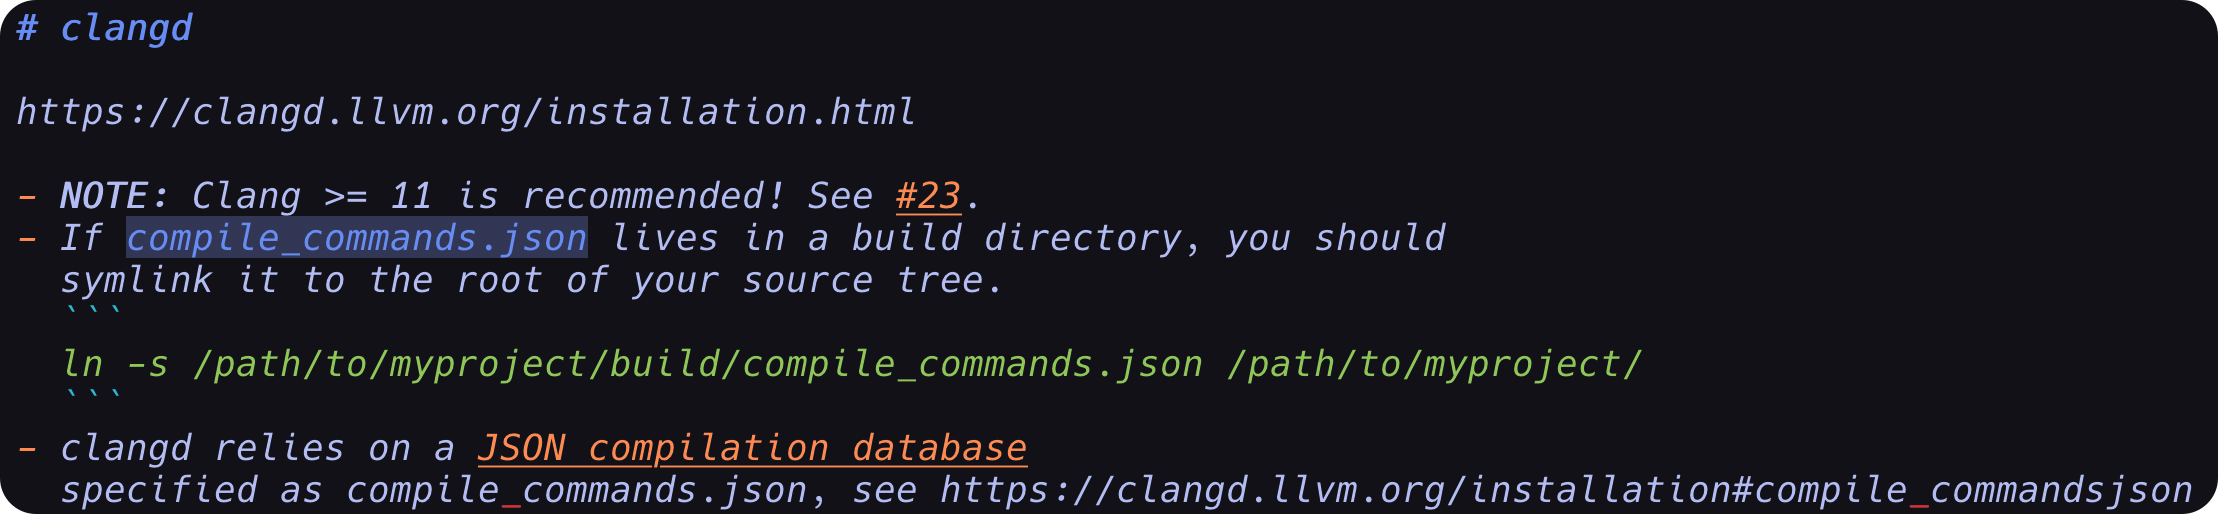 # clangd
https://clangd.llvm.org/installation.html
- NOTE: Clang >= 11 is recommended! See #23.
- If compile_commands.json lives in a build directory, you should
symlink it to the root of your source tree.
```
ln -s /path/to/myproject/build/compile_commands.json /path/to/myproject/
```
- clangd relies on a JSON compilation database
specified as compile_commands.json, see https://clangd.llvm.org/installation#compile_commandsjson